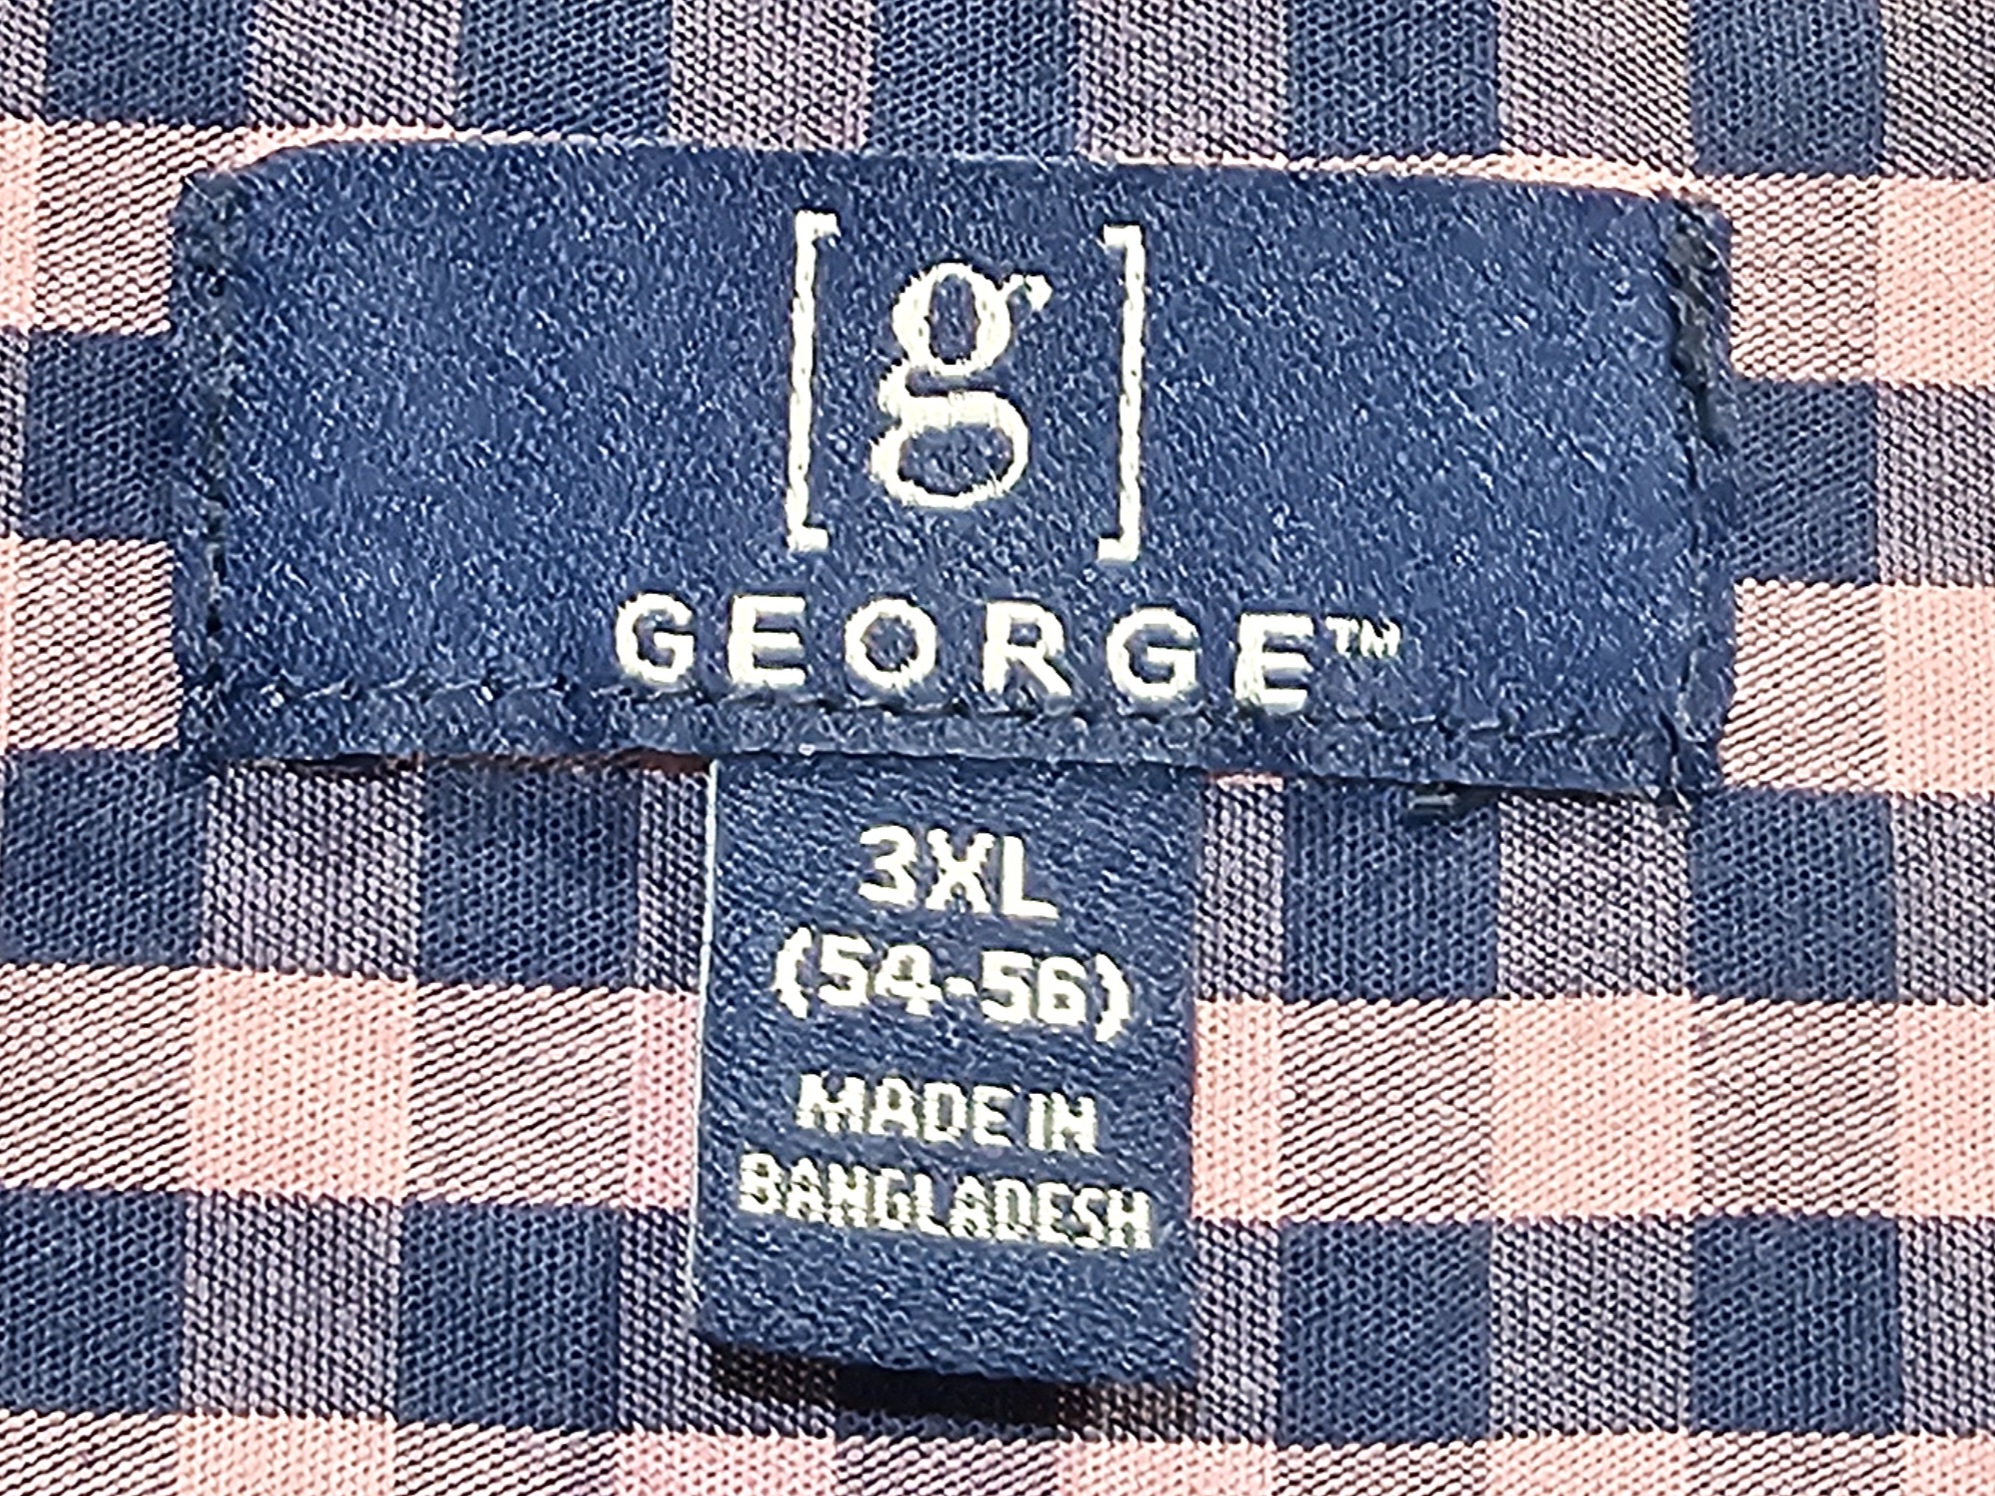 [g]
GEORGE™
3XL
(54-56)
MADE IN
BANGLADESH